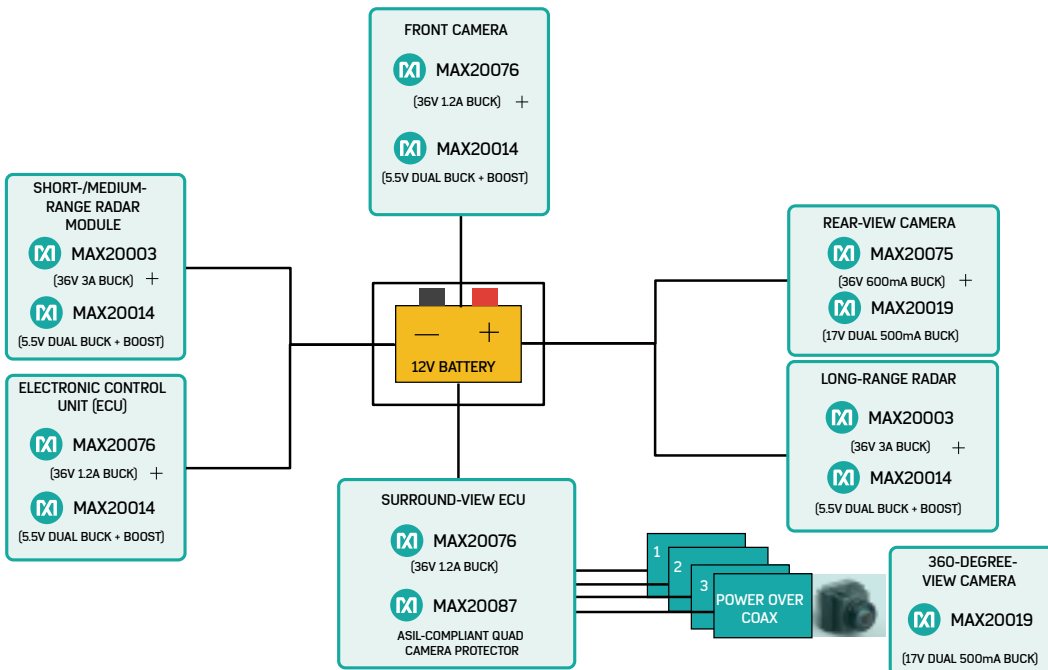 FRONT CAMERA
MAX20076
(36V 1.2A BUCK) +
MAX20014
(5.5V DUAL BUCK + BOOST)
SHORT-/MEDIUM-
RANGE RADAR
MODULE
MAX20003
(36V 3A BUCK) +
MAX20014
(5.5V DUAL BUCK + BOOST)
ELECTRONIC CONTROL
UNIT (ECU)
MAX20076
(36V 1.2A BUCK) +
MAX20014
(5.5V DUAL BUCK + BOOST)
— +
12V BATTERY
REAR-VIEW CAMERA
MAX20075
(36V 600mA BUCK) +
MAX20019
(17V DUAL 500mA BUCK)
LONG-RANGE RADAR
MAX20003
(36V 3A BUCK) +
MAX20014
(5.5V DUAL BUCK + BOOST)
SURROUND-VIEW ECU
MAX20076
(36V 1.2A BUCK)
MAX20087
ASIL-COMPLIANT QUAD
CAMERA PROTECTOR
1
2
3
POWER OVER
COAX
360-DEGREE-
VIEW CAMERA
MAX20019
(17V DUAL 500mA BUCK)